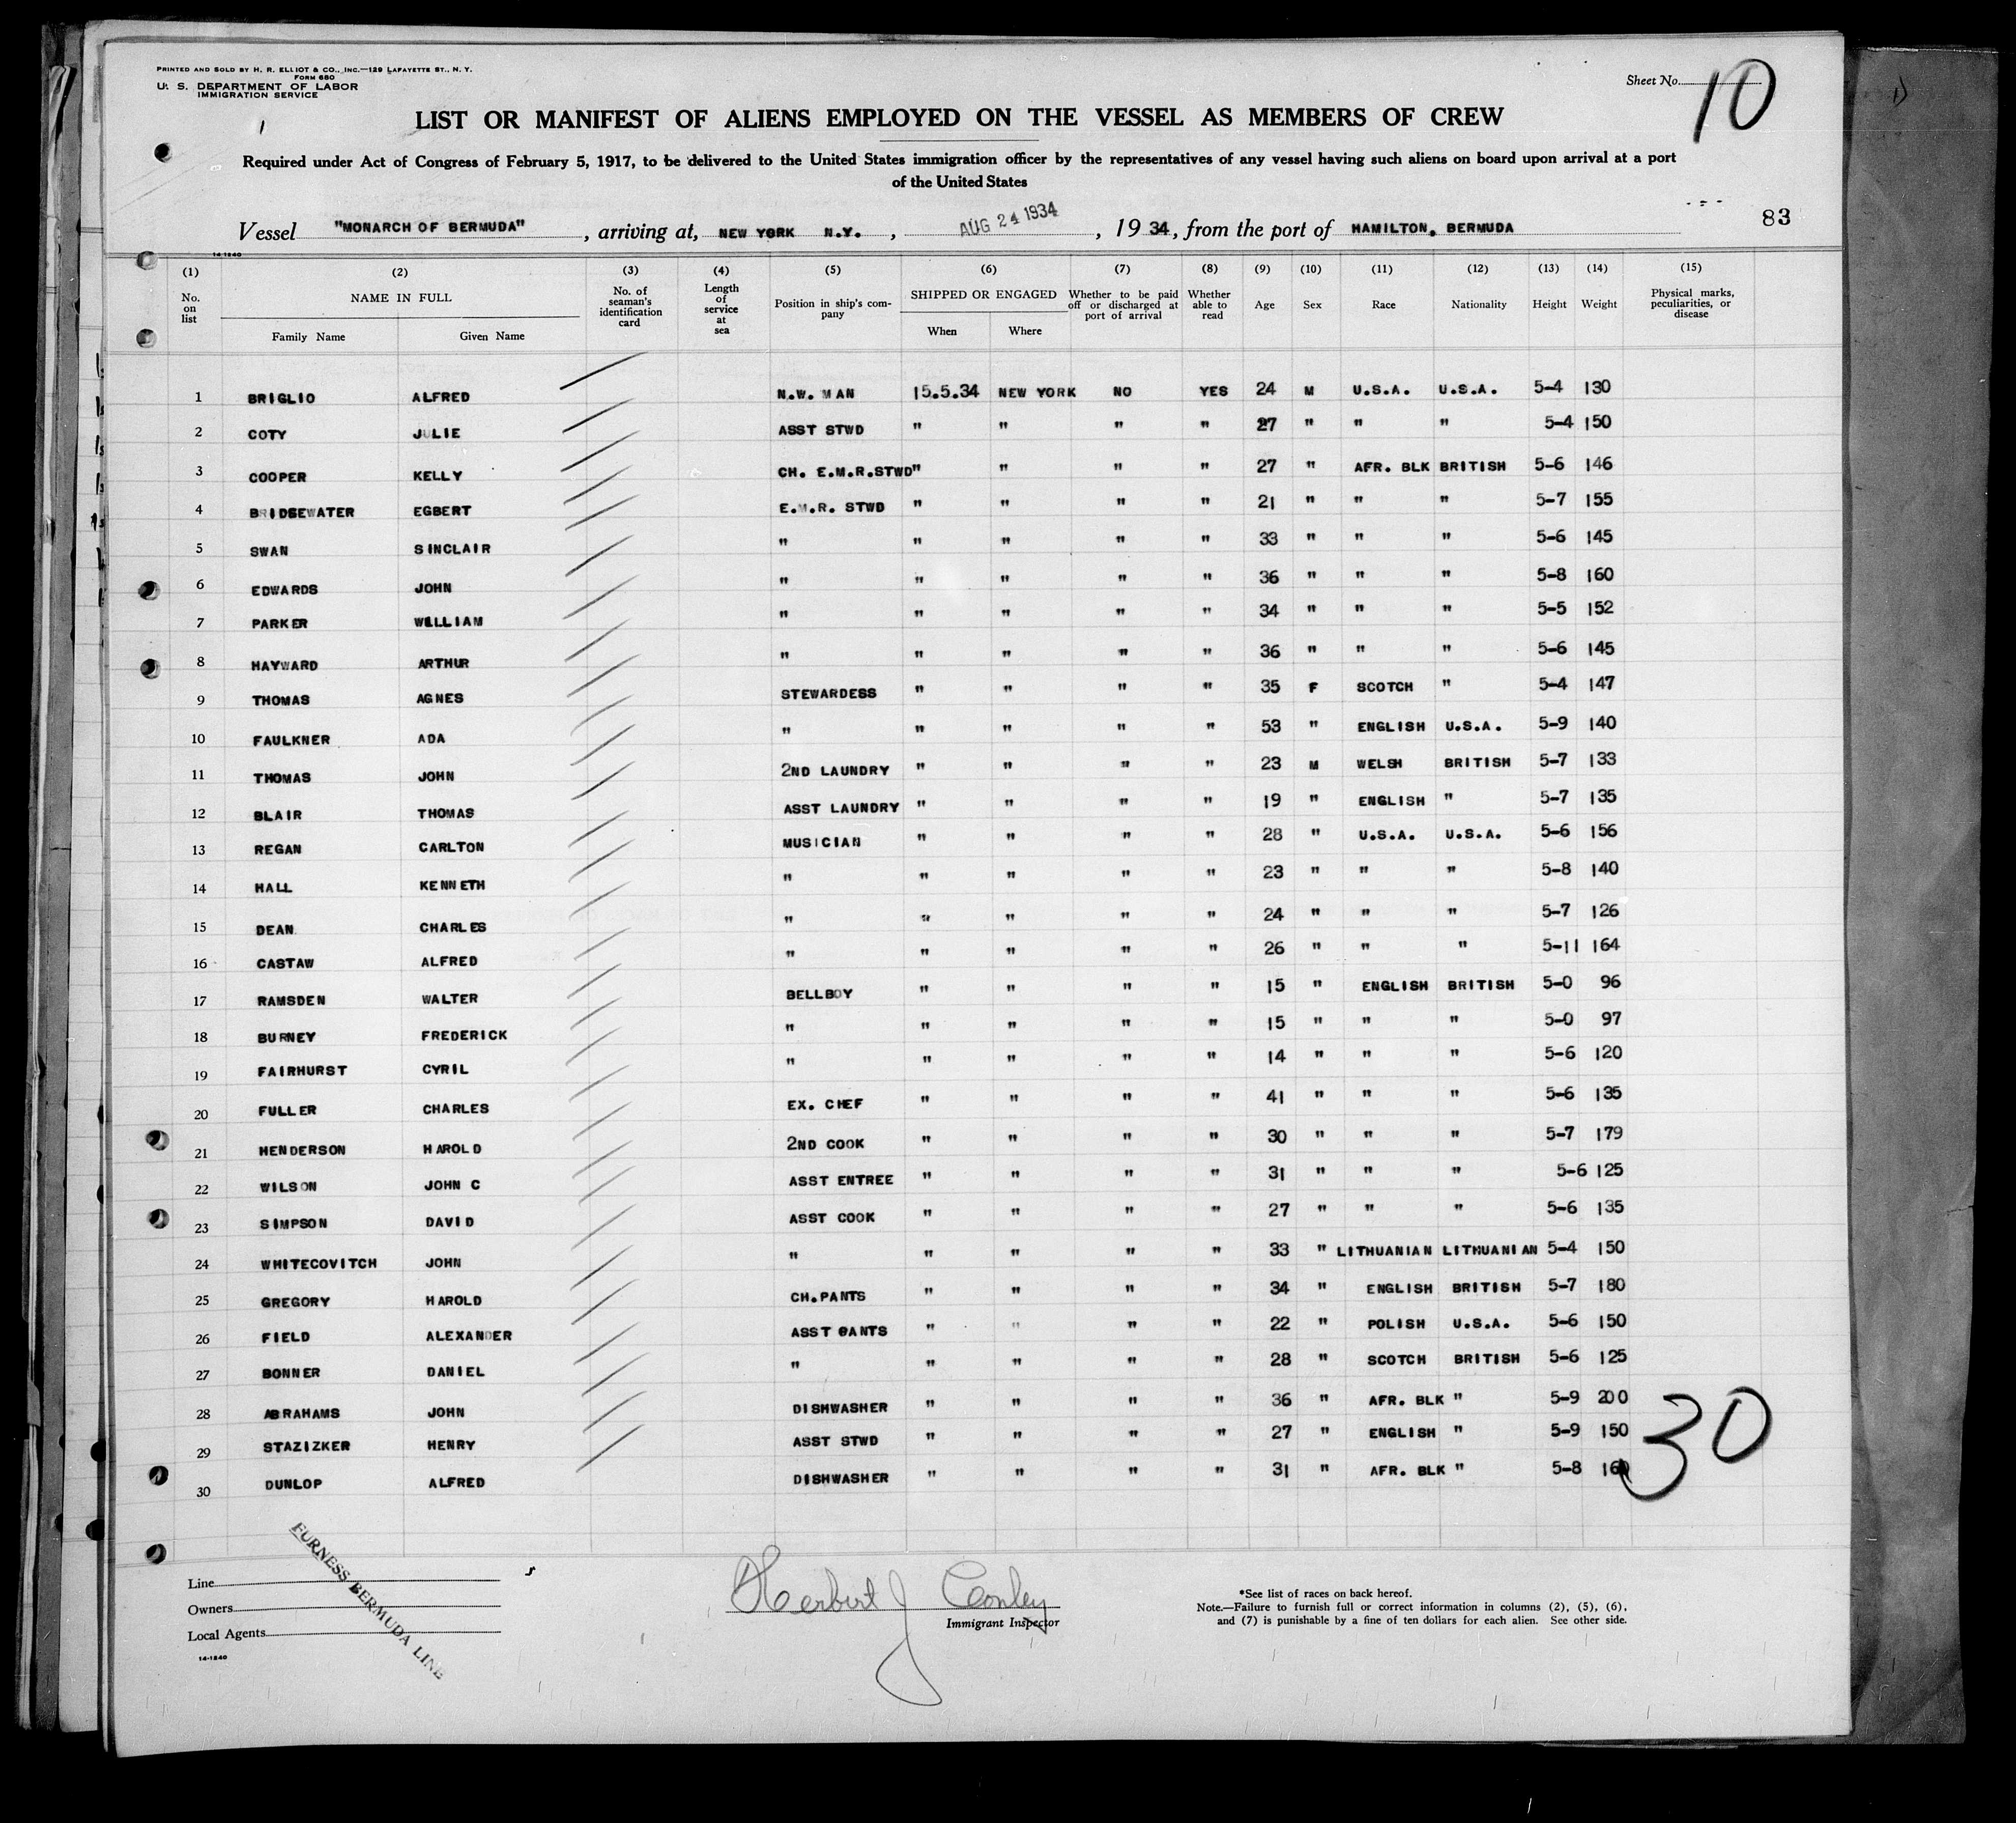 PRINTED AND SOLD BY H. R. ELLIOT & CO., INC.—129 LAFAYETTE ST., N. Y.
FORM 680
U. S. DEPARTMENT OF LABOR
IMMIGRATION SERVICE
Sheet No. 10
LIST OR MANIFEST OF ALIENS EMPLOYED ON THE VESSEL AS MEMBERS OF CREW
Required under Act of Congress of February 5, 1917, to be delivered to the United States immigration officer by the representatives of any vessel having such aliens on board upon arrival at a port
of the United States
Vessel "MONARCH OF BERMUDA", arriving at, NEW YORK N.Y., AUG 24 1934, 1934, from the port of HAMILTON, BERMUDA 83
14-1240
(1) (2) (3) (4) (5) (6) (7) (8) (9) (10) (11) (12) (13) (14) (15)
No. on list NAME IN FULL Family Name Given Name No. of seaman's identification card Length of service at sea Position in ship's company SHIPPED OR ENGAGED When Where Whether to be paid off or discharged at port of arrival Whether able to read Age Sex Race Nationality Height Weight Physical marks, peculiarities, or disease
1 BRIGLIO ALFRED N.W. MAN 15.5.34 NEW YORK NO YES 24 M U.S.A. U.S.A. 5-4 130
2 COTY JULIE ASST STWD " " " " 27 " " " 5-4 150
3 COOPER KELLY CH. E.M.R.STWD " " " " 27 " AFR. BLK BRITISH 5-6 146
4 BRIDGEWATER EGBERT E.M.R. STWD " " " " 21 " " " 5-7 155
5 SWAN SINCLAIR " " " " " 33 " " " 5-6 145
6 EDWARDS JOHN " " " " " 36 " " " 5-8 160
7 PARKER WILLIAM " " " " " 34 " " " 5-5 152
8 HAYWARD ARTHUR " " " " " 36 " " " 5-6 145
9 THOMAS AGNES STEWARDESS " " " " 35 F SCOTCH " 5-4 147
10 FAULKNER ADA " " " " " 53 " ENGLISH U.S.A. 5-9 140
11 THOMAS JOHN 2ND LAUNDRY " " " " 23 M WELSH BRITISH 5-7 133
12 BLAIR THOMAS ASST LAUNDRY " " " " 19 " ENGLISH " 5-7 135
13 REGAN CARLTON MUSICIAN " " " " 28 " U.S.A. U.S.A. 5-6 156
14 HALL KENNETH " " " " " 23 " " " 5-8 140
15 DEAN CHARLES " " " " " 24 " " " 5-7 126
16 CASTAW ALFRED " " " " " 26 " " " 5-11 164
17 RAMSDEN WALTER BELLBOY " " " " 15 " ENGLISH BRITISH 5-0 96
18 BURNEY FREDERICK " " " " " 15 " " " 5-0 97
19 FAIRHURST CYRIL " " " " " 14 " " " 5-6 120
20 FULLER CHARLES EX. CHEF " " " " 41 " " " 5-6 135
21 HENDERSON HAROLD 2ND COOK " " " " 30 " " " 5-7 179
22 WILSON JOHN C ASST ENTREE " " " " 31 " " " 5-6 125
23 SIMPSON DAVID ASST COOK " " " " 27 " " " 5-6 135
24 WHITECOVITCH JOHN " " " " " 33 " LITHUANIAN LITHUANIAN 5-4 150
25 GREGORY HAROLD CH.PANTS " " " " 34 " ENGLISH BRITISH 5-7 180
26 FIELD ALEXANDER ASST PANTS " " " " 22 " POLISH U.S.A. 5-6 150
27 BONNER DANIEL " " " " " 28 " SCOTCH BRITISH 5-6 125
28 ABRAHAMS JOHN DISHWASHER " " " " 36 " AFR. BLK " 5-9 200
29 STAZIZKER HENRY ASST STWD " " " " 27 " ENGLISH " 5-9 150
30 DUNLOP ALFRED DISHWASHER " " " " 31 " AFR. BLK " 5-8 160
30
Line
Owners
Local Agents
FURNESS BERMUDA LINE
14-1240
Herbert J Conley
Immigrant Inspector
*See list of races on back hereof.
Note.—Failure to furnish full or correct information in columns (2), (5), (6),
and (7) is punishable by a fine of ten dollars for each alien. See other side.